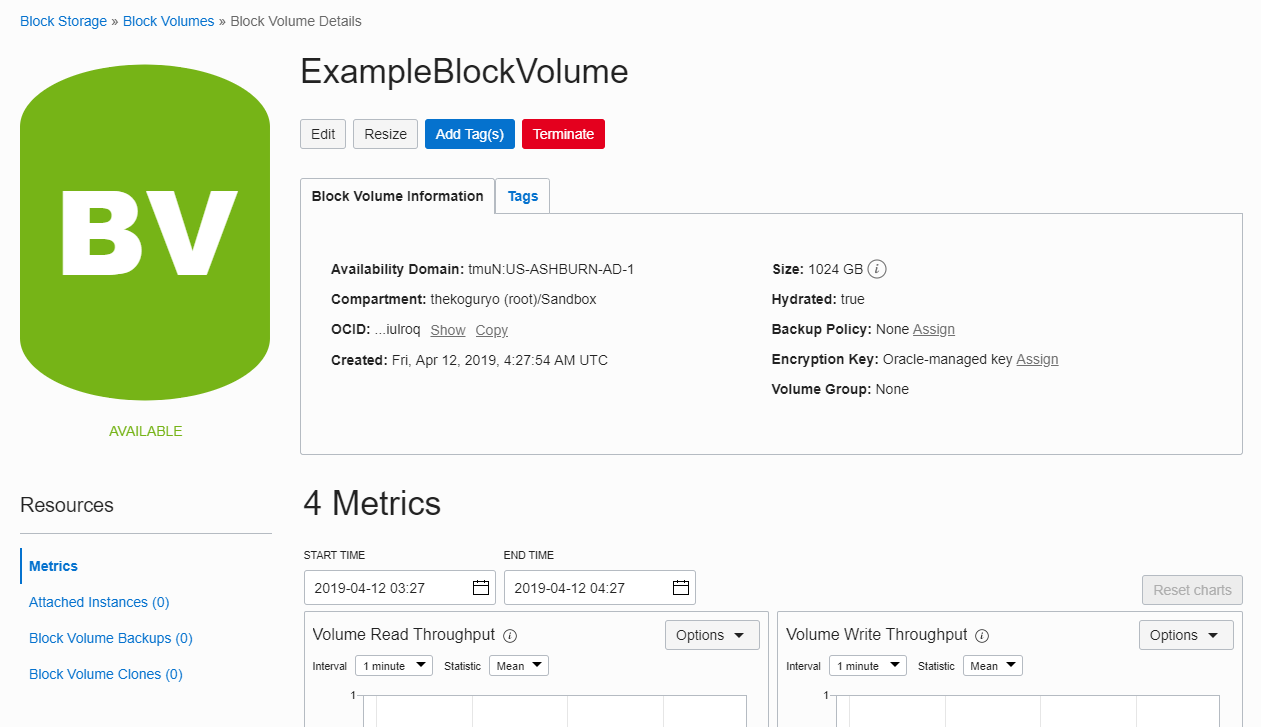 Block Storage » Block Volumes » Block Volume Details
BV
AVAILABLE
ExampleBlockVolume
Edit Resize Add Tag(s) Terminate
Block Volume Information Tags
Availability Domain: tmuN:US-ASHBURN-AD-1
Compartment: thekoguryo (root)/Sandbox
OCID: ...iulroq Show Copy
Created: Fri, Apr 12, 2019, 4:27:54 AM UTC
Size: 1024 GB i
Hydrated: true
Backup Policy: None Assign
Encryption Key: Oracle-managed key Assign
Volume Group: None
Resources
Metrics
Attached Instances (0)
Block Volume Backups (0)
Block Volume Clones (0)
4 Metrics
START TIME END TIME
2019-04-12 03:27 2019-04-12 04:27 Reset charts
Volume Read Throughput i Options
Interval 1 minute Statistic Mean
1
Volume Write Throughput i Options
Interval 1 minute Statistic Mean
1